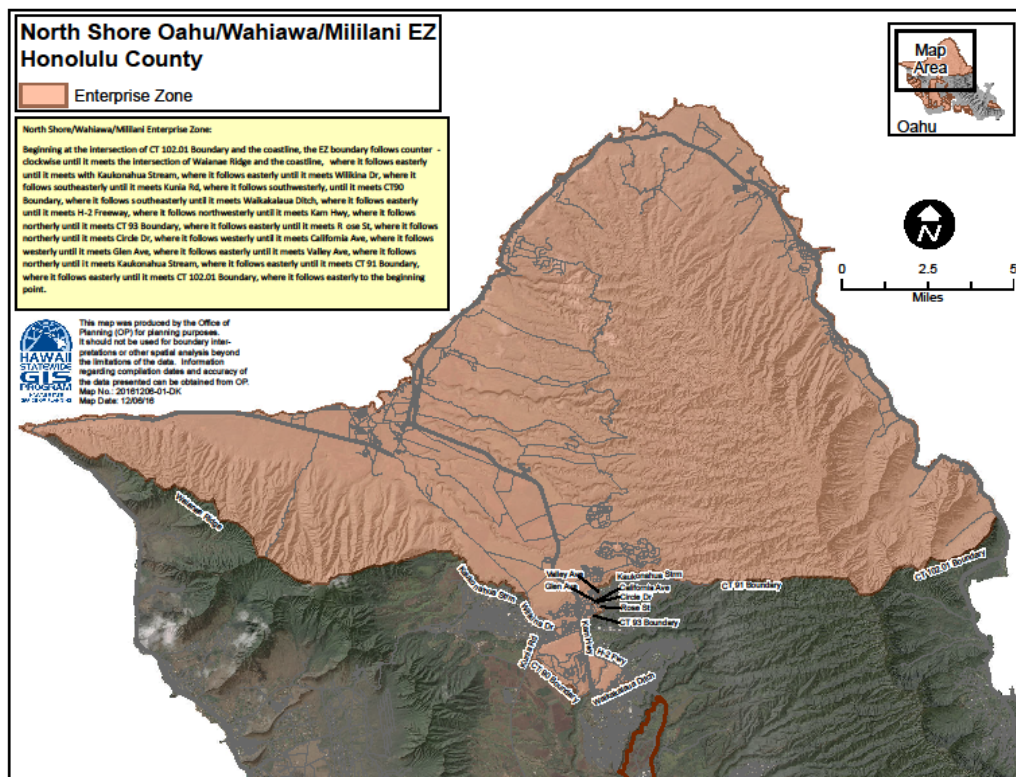 North Shore Oahu/Wahiawa/Mililani EZ
Honolulu County
Enterprise Zone
Map
Area
Oahu
North Shore/Wahiawa/Mililani Enterprise Zone:
Beginning at the intersection of CT 102.01 Boundary and the coastline, the EZ boundary follows counter -
clockwise until it meets the intersection of Waianae Ridge and the coastline, where it follows easterly
until it meets with Kaukonahua Stream, where it follows easterly until it meets Wilikina Dr, where it
follows southeasterly until it meets Kunia Rd, where it follows southwesterly, until it meets CT90
Boundary, where it follows southeasterly until it meets Waikakalaua Ditch, where it follows easterly
until it meets H-2 Freeway, where it follows northwesterly until it meets Kam Hwy, where it follows
northerly until it meets CT 93 Boundary, where it follows easterly until it meets R ose St, where it follows
northerly until it meets Circle Dr, where it follows westerly until it meets California Ave, where it follows
westerly until it meets Glen Ave, where it follows easterly until it meets Valley Ave, where it follows
northerly until it meets Kaukonahua Stream, where it follows easterly until it meets CT 91 Boundary,
where it follows easterly until it meets CT 102.01 Boundary, where it follows easterly to the beginning
point.
N
0 2.5 5
Miles
HAWAII
STATEWIDE
GIS
PROGRAM
This map was produced by the Office of
Planning (OP) for planning purposes.
It should not be used for boundary inter-
pretations or other spatial analysis beyond
the limitations of the data. Information
regarding compilation dates and accuracy of
the data presented can be obtained from OP.
Map No.: 20161206-01-DK
Map Date: 12/06/16
Waianae Ridge
CT 102.01 Boundary
CT 91 Boundary
Kaukonahua Strm
Valley Ave
Kaukonahua Strm
Glen Ave
California Ave
Circle Dr
Rose St
CT 93 Boundary
Wilikina Dr
Kam Hwy
H-2 Fwy
Kunia Rd
CT 90 Boundary
Waikakalaua Ditch